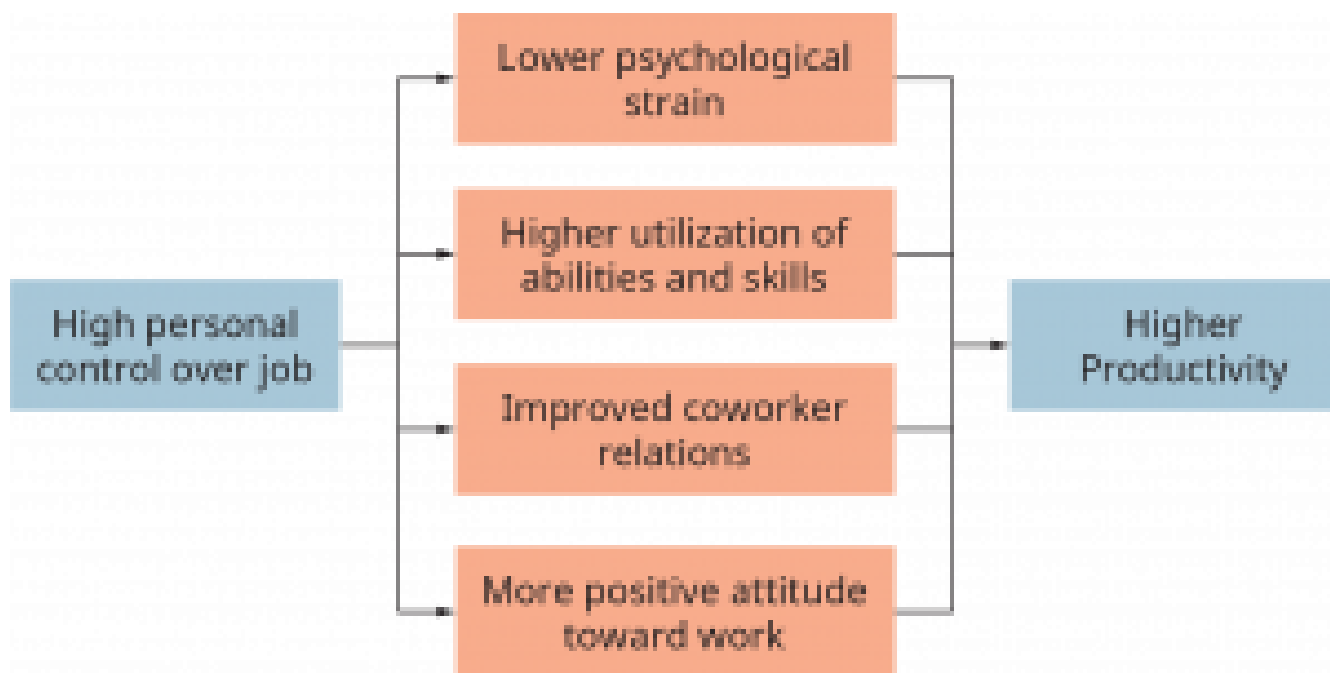 Lower psychological
strain
Higher utilization of
abilities and skills
High personal
control over job
Higher
Productivity
Improved coworker
relations
More positive attitude
toward work